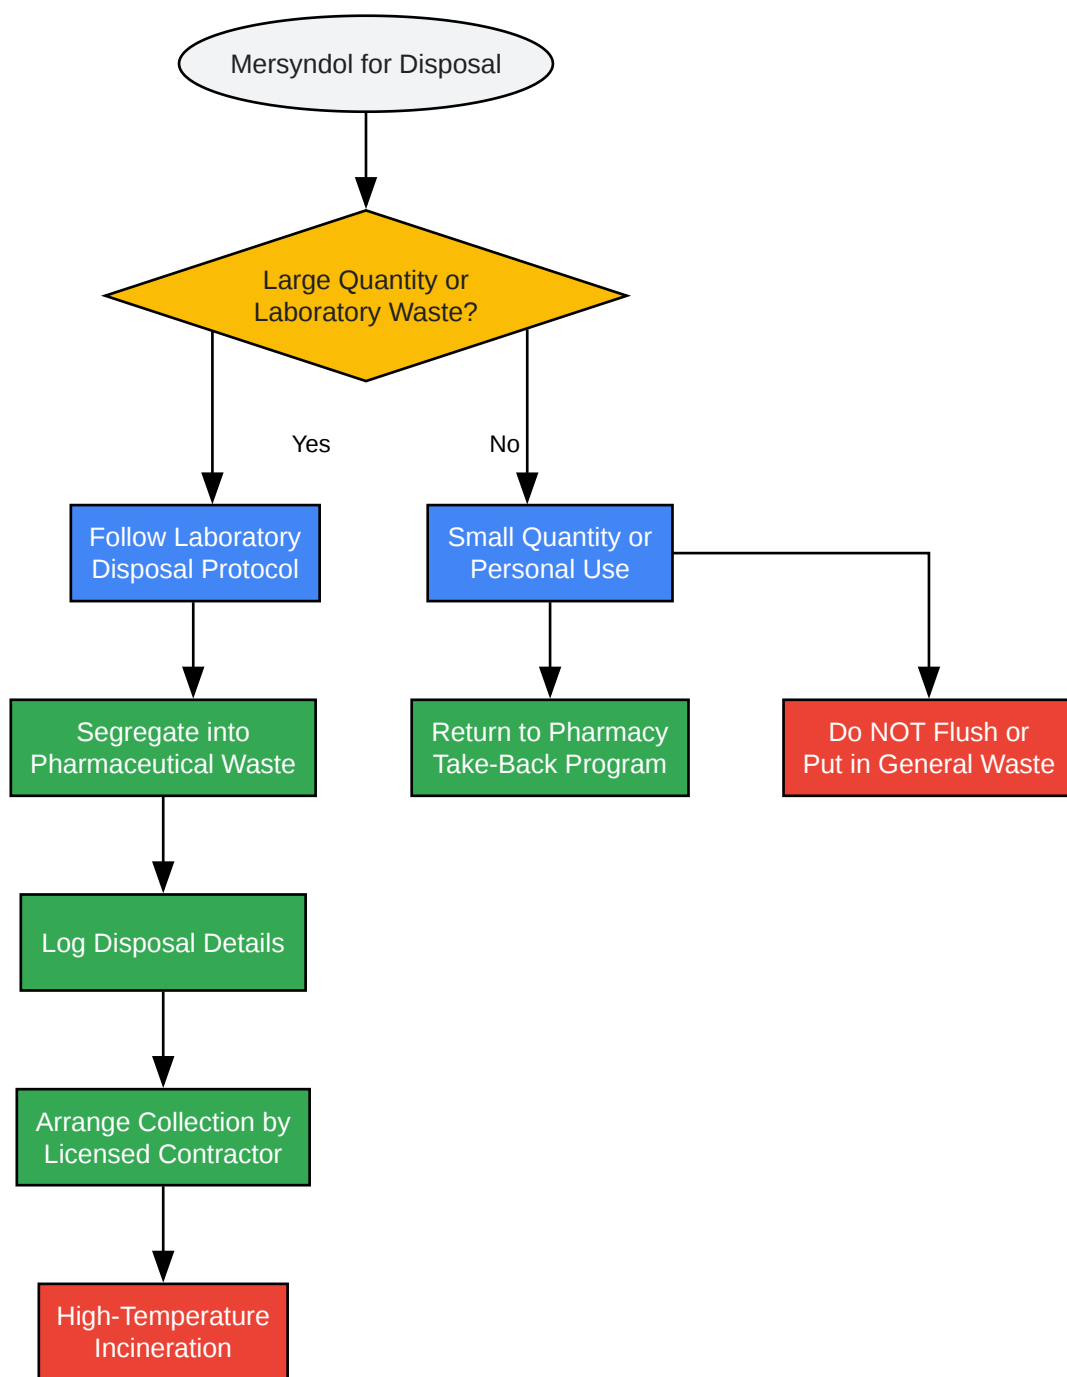 Mersyndol for Disposal
Large Quantity or
Laboratory Waste?
Yes
No
Follow Laboratory
Disposal Protocol
Small Quantity or
Personal Use
Segregate into
Pharmaceutical Waste
Return to Pharmacy
Take-Back Program
Do NOT Flush or
Put in General Waste
Log Disposal Details
Arrange Collection by
Licensed Contractor
High-Temperature
Incineration